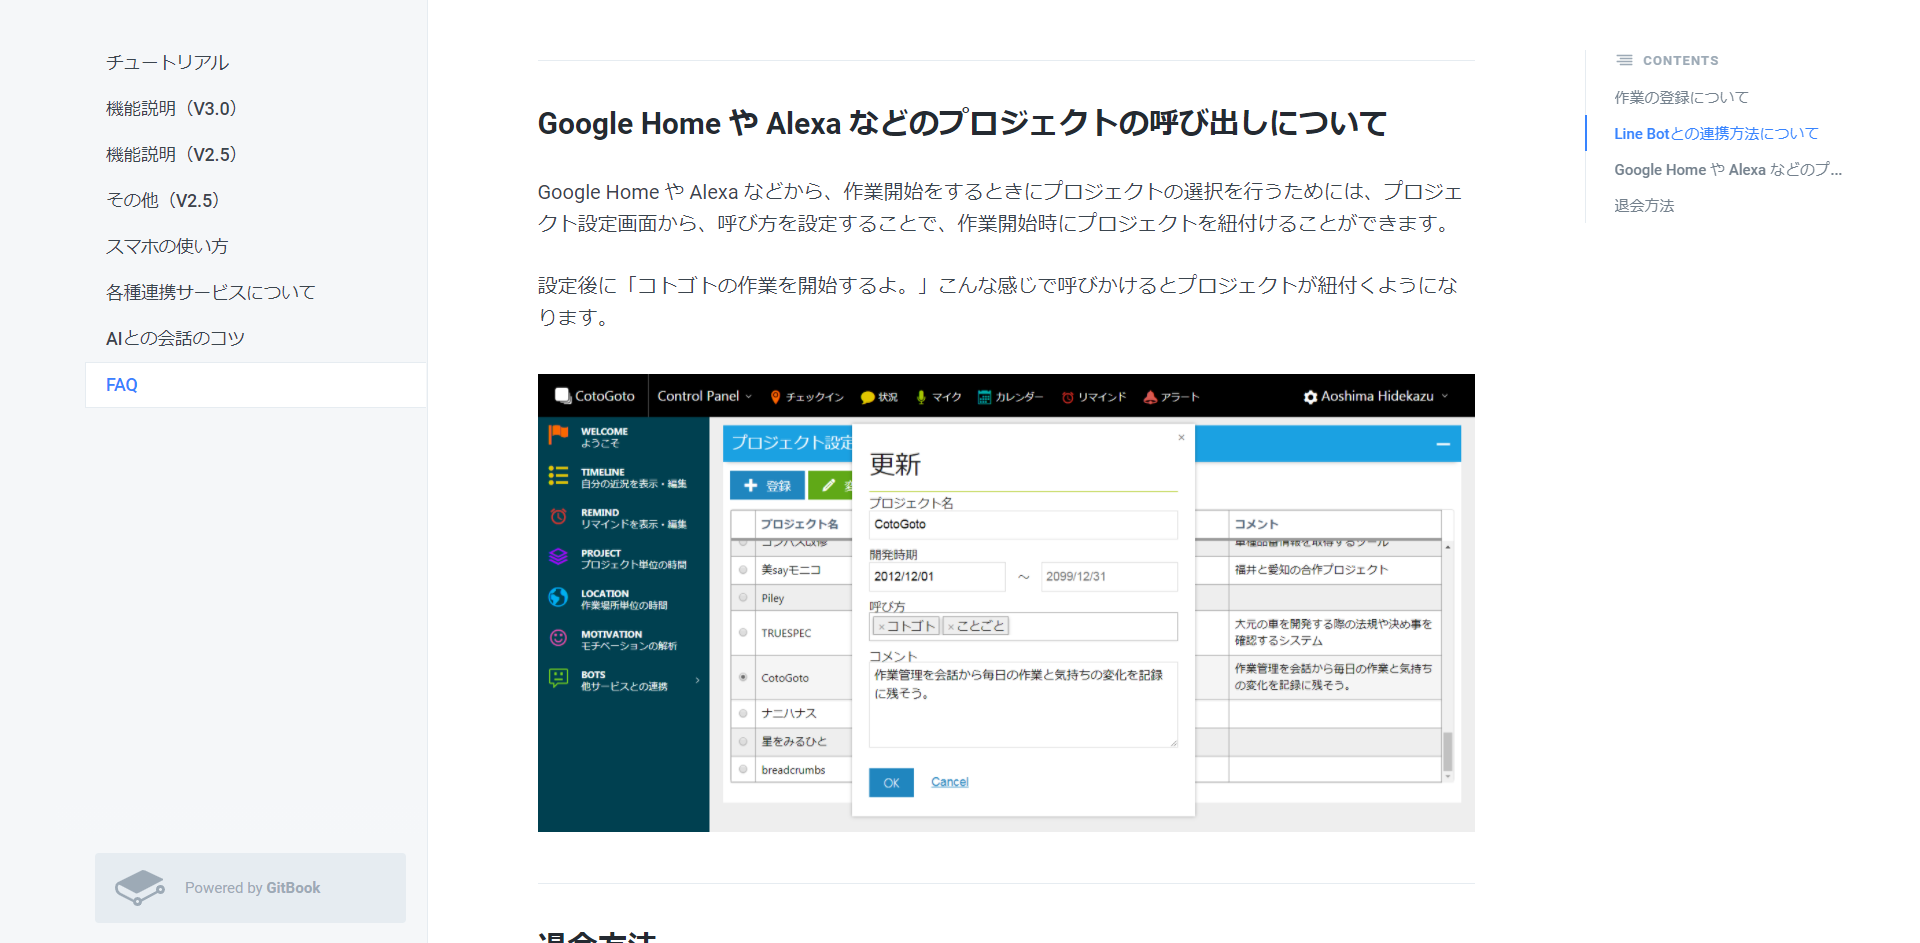 チュートリアル
機能説明（V3.0）
機能説明（V2.5）
その他（V2.5）
スマホの使い方
各種連携サービスについて
AIとの会話のコツ
FAQ
Powered by GitBook
Google Home や Alexa などのプロジェクトの呼び出しについて
Google Home や Alexa などから、作業開始をするときにプロジェクトの選択を行うためには、プロジェ
クト設定画面から、呼び方を設定することで、作業開始時にプロジェクトを紐付けることができます。
設定後に「コトゴトの作業を開始するよ。」こんな感じで呼びかけるとプロジェクトが紐付くようにな
ります。
CotoGoto
Control Panel
チェックイン
状況
マイク
カレンダー
リマインド
アラート
Aoshima Hidekazu
WELCOME
ようこそ
TIMELINE
自分の近況を表示・編集
REMIND
リマインドを表示・編集
PROJECT
プロジェクト単位の時間
LOCATION
作業場所単位の時間
MOTIVATION
モチベーションの解析
BOTS
他サービスとの連携
プロジェクト設定
登録
プロジェクト名
コメント
コンパス改修
車種品番情報を取得するツール
美sayモニコ
福井と愛知の合作プロジェクト
Piley
TRUESPEC
大元の車を開発する際の法規や決め事を
確認するシステム
CotoGoto
作業管理を会話から毎日の作業と気持ち
の変化を記録に残そう。
ナニハナス
星をみるひと
breadcrumbs
×
更新
プロジェクト名
CotoGoto
開発時期
2012/12/01 ～ 2099/12/31
呼び方
×コトゴト ×ことごと
コメント
作業管理を会話から毎日の作業と気持ちの変化を記録
に残そう。
OK Cancel
退会方法
CONTENTS
作業の登録について
Line Botとの連携方法について
Google Home や Alexa などのプ...
退会方法